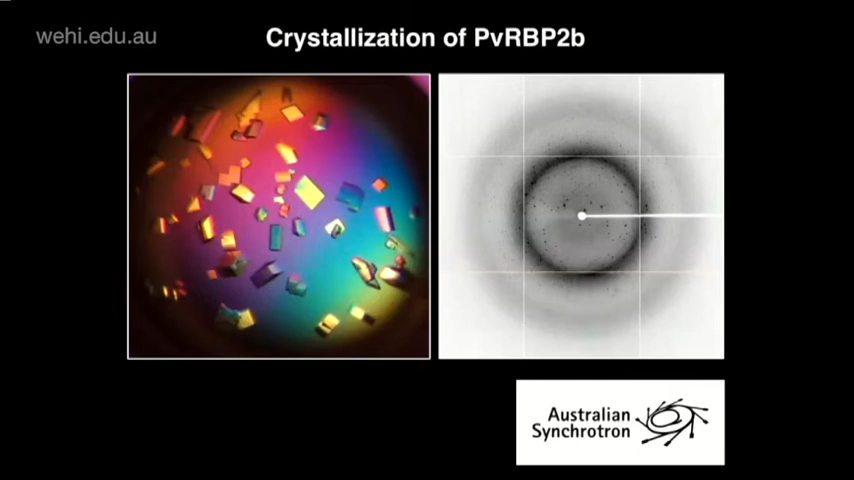 wehi.edu.au
Crystallization of PvRBP2b
Australian
Synchrotron